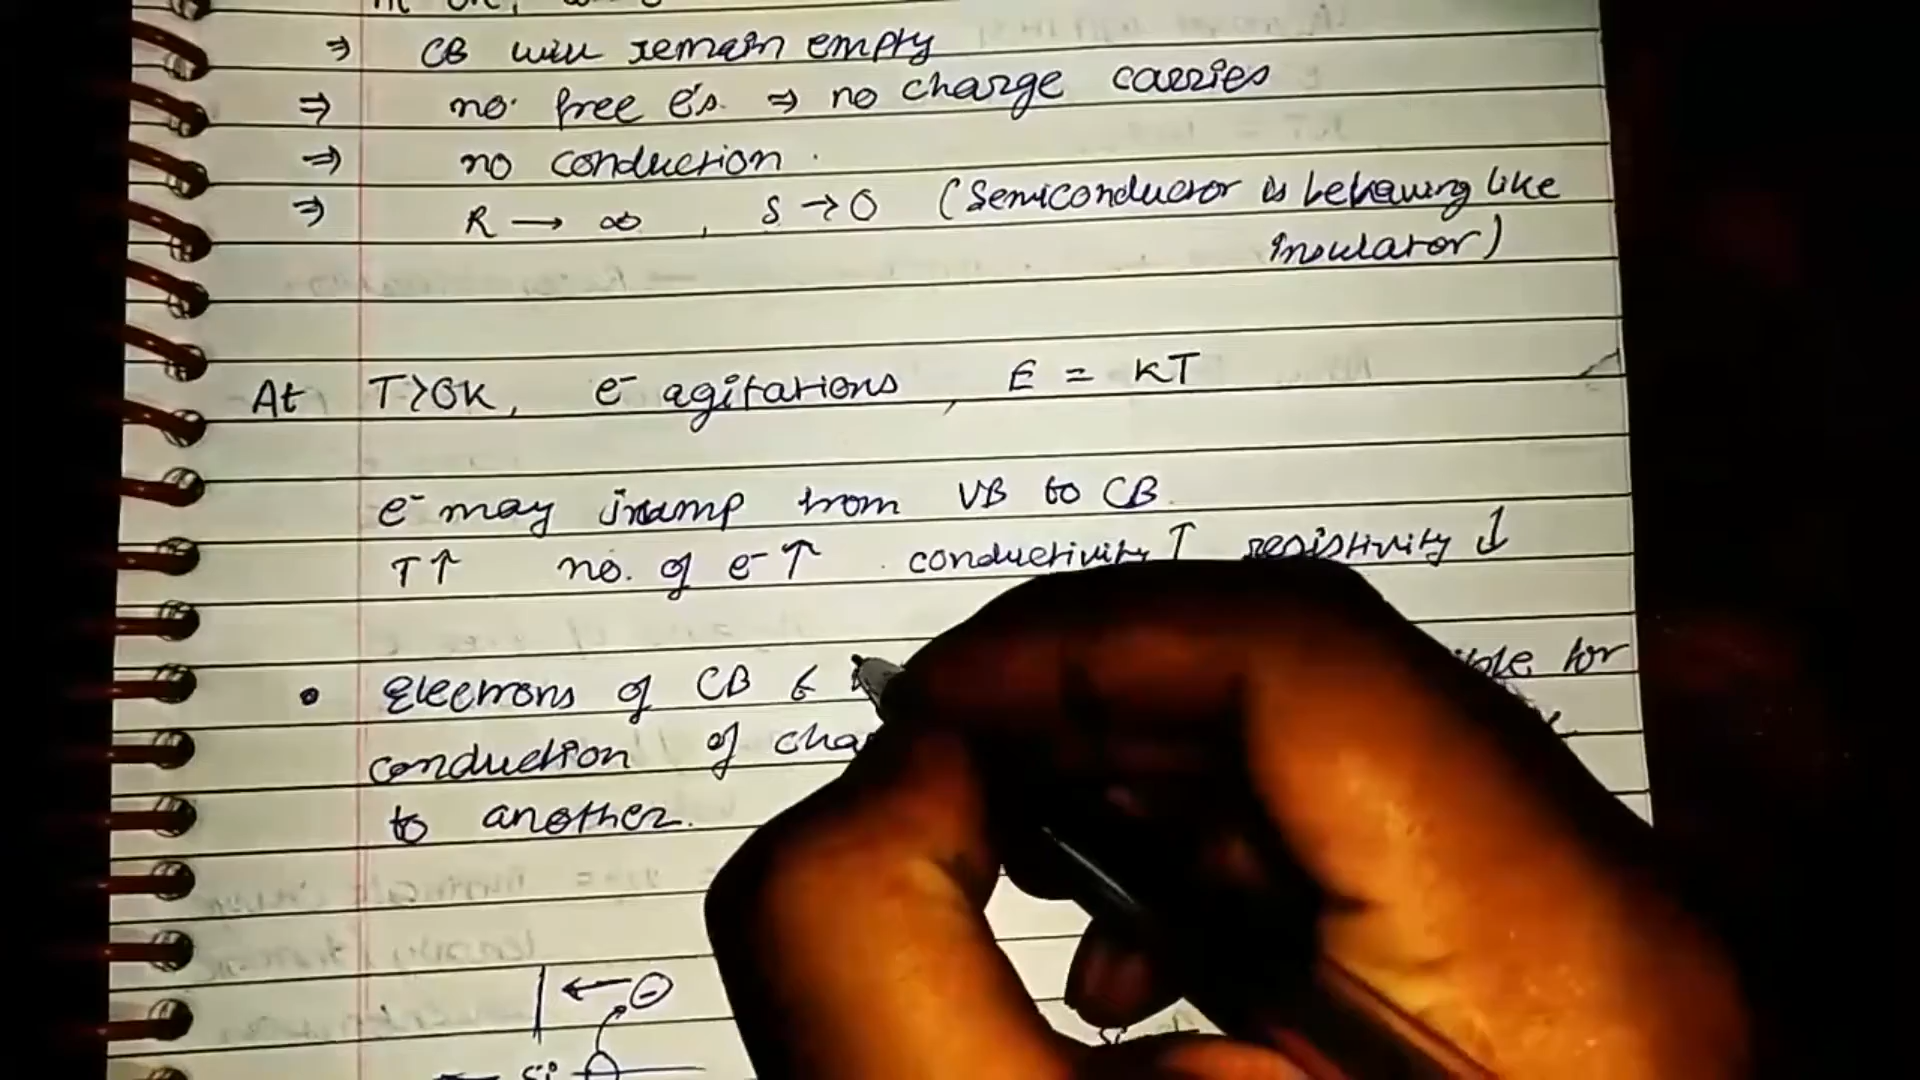 ⇒ CB will remain empty
⇒ no. free e's. ⇒ no charge carries
⇒ no conduction.
⇒ R → ∞ , S → 0 (Semiconductor is behaving like
insulator)
At T>0K, e⁻ agitations, E = KT
e⁻ may jump from VB to CB.
T↑ no. of e⁻↑ conductivity↑ resistivity↓
• Electrons of CB & for
conduction of
to another.
⊖
Si